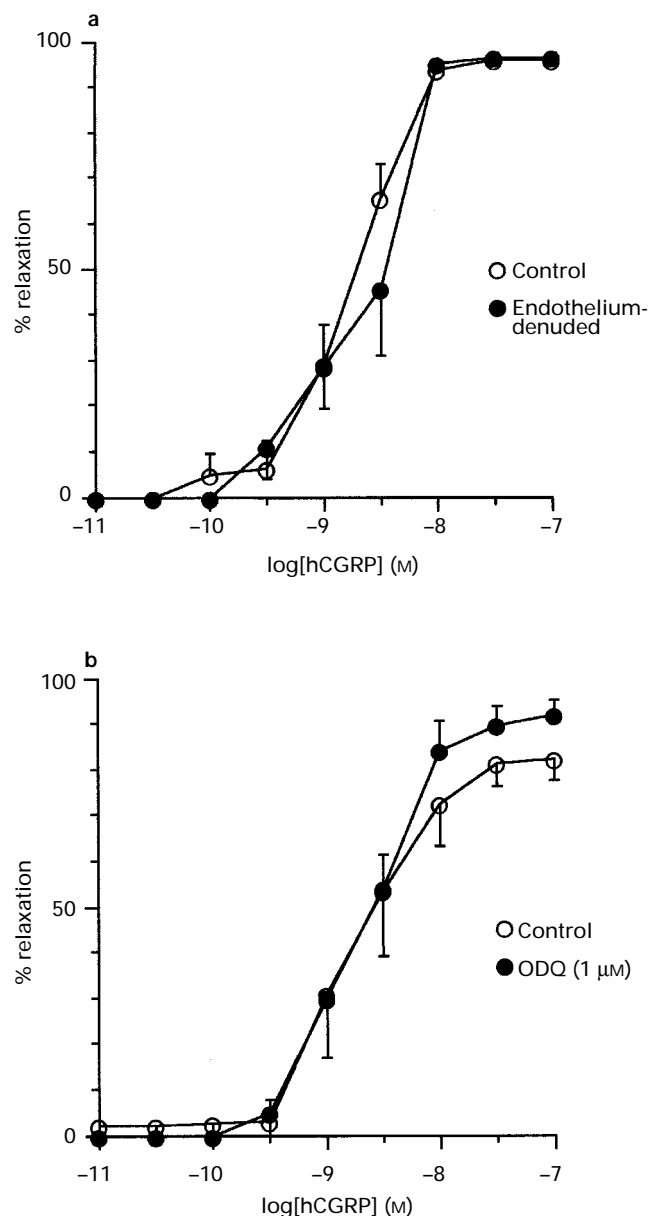 a
100
50
0
% relaxation
Control
Endothelium-
denuded
−11
−10
−9
−8
−7
log[hCGRP] (M)
b
100
50
0
% relaxation
Control
ODQ (1 µM)
−11
−10
−9
−8
−7
log[hCGRP] (M)